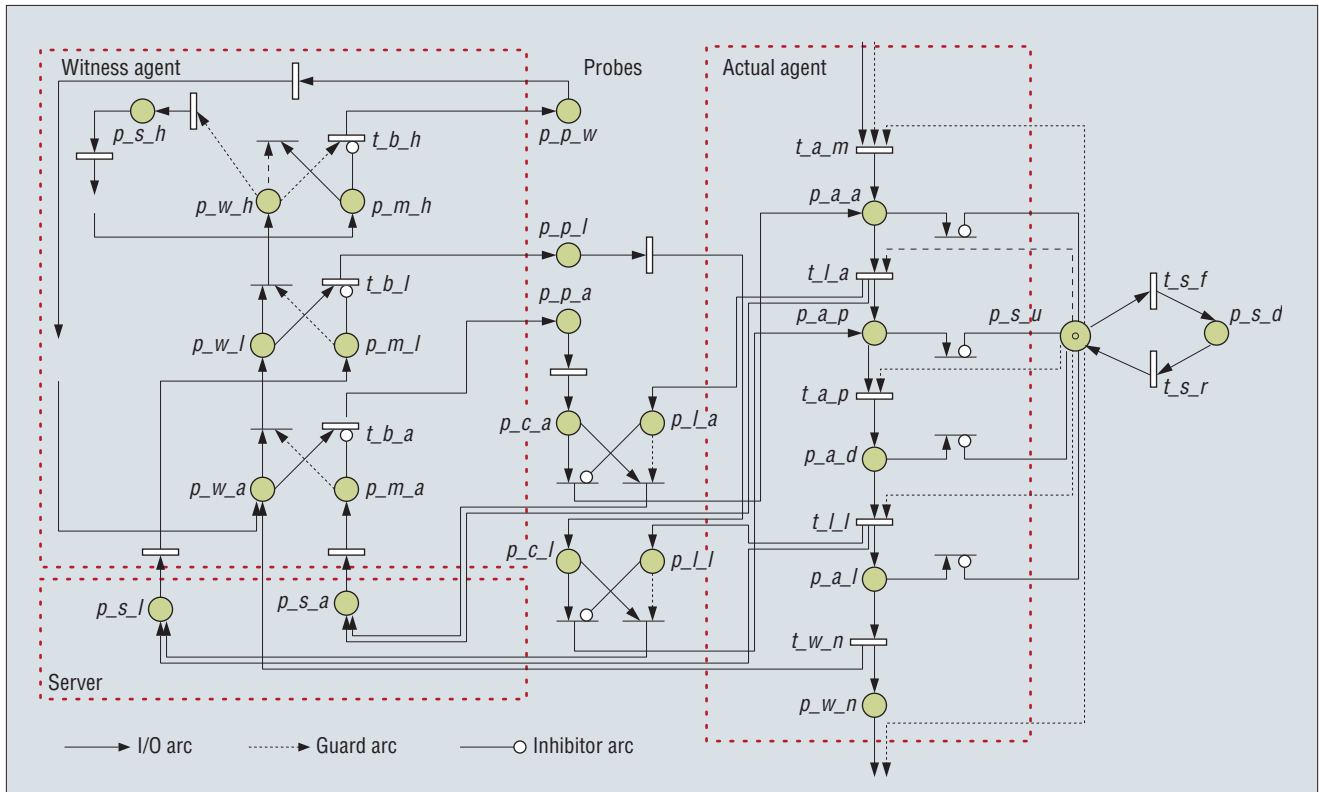 Witness agent
Probes
Actual agent
p_s_h
t_b_h
p_p_w
t_a_m
p_w_h
p_m_h
p_a_a
p_p_l
t_b_l
t_l_a
t_s_f
p_p_a
p_a_p
p_s_u
p_s_d
p_w_l
p_m_l
t_s_r
t_a_p
p_c_a
p_l_a
t_b_a
p_a_d
p_w_a
p_m_a
t_l_l
p_c_l
p_l_l
p_a_l
p_s_l
p_s_a
t_w_n
Server
p_w_n
I/O arc
Guard arc
Inhibitor arc